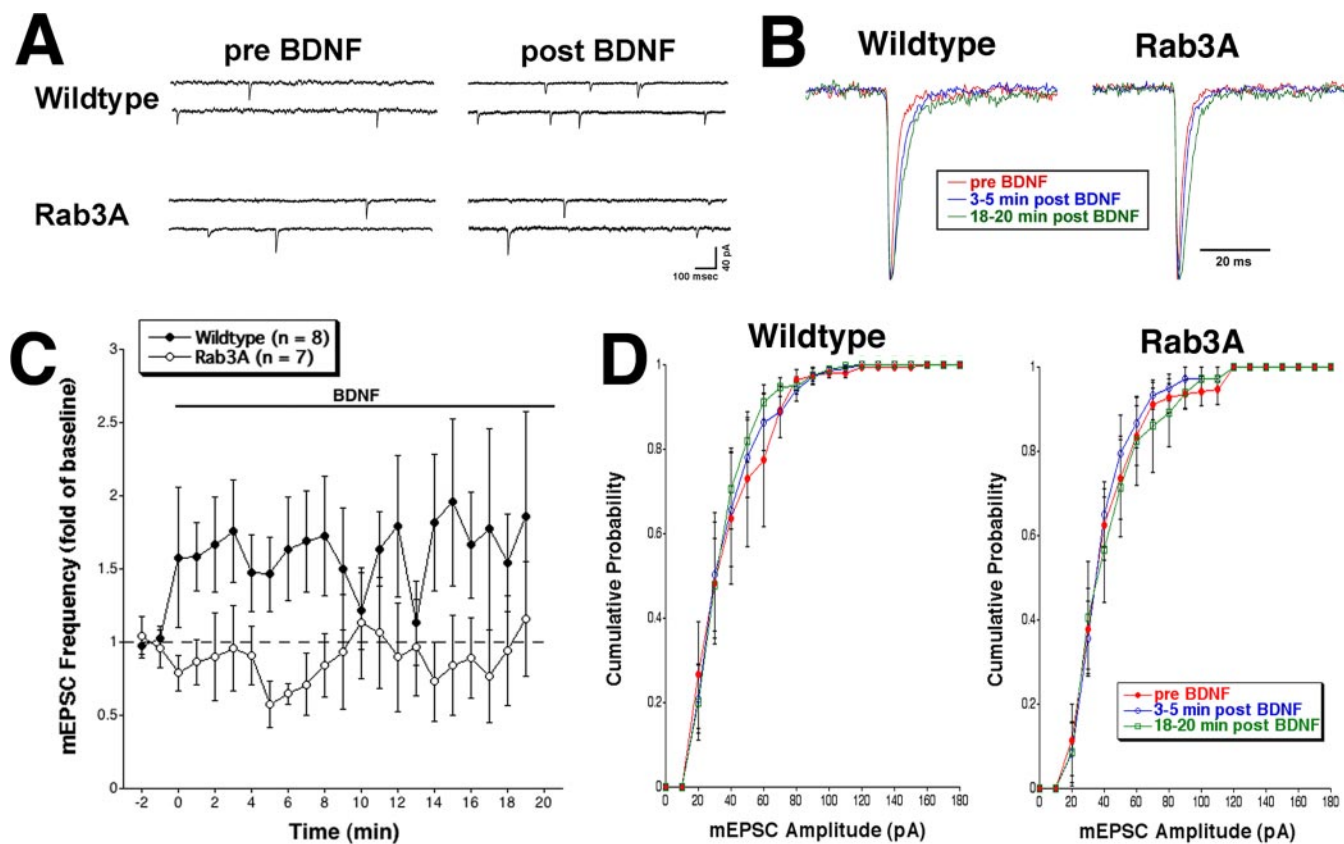 A
pre BDNF
post BDNF
Wildtype
Rab3A
40 pA
100 msec
B
Wildtype
Rab3A
pre BDNF
3-5 min post BDNF
18-20 min post BDNF
20 ms
C
Wildtype (n = 8)
Rab3A (n = 7)
BDNF
mEPSC Frequency (fold of baseline)
3
2.5
2
1.5
1
0.5
0
-2 0 2 4 6 8 10 12 14 16 18 20
Time (min)
D
Wildtype
Cumulative Probability
1
0.8
0.6
0.4
0.2
0
0 20 40 60 80 100 120 140 160 180
mEPSC Amplitude (pA)
Rab3A
Cumulative Probability
1
0.8
0.6
0.4
0.2
0
0 20 40 60 80 100 120 140 160 180
mEPSC Amplitude (pA)
pre BDNF
3-5 min post BDNF
18-20 min post BDNF